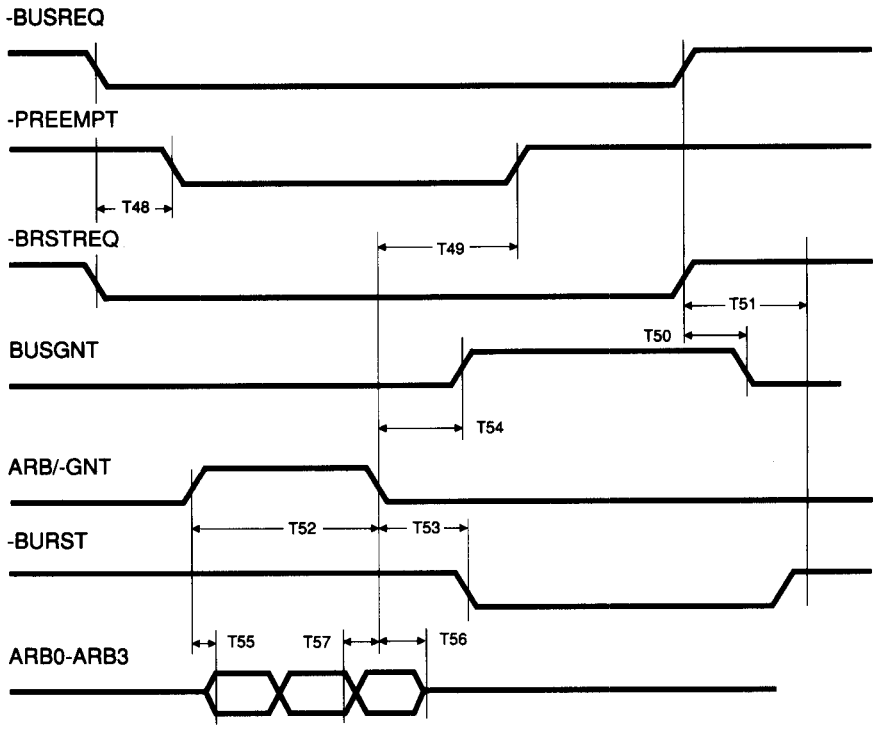 -BUSREQ
-PREEMPT
T48
-BRSTREQ
T49
T51
BUSGNT
T50
T54
ARB/-GNT
T52
T53
-BURST
T55
T57
T56
ARB0-ARB3